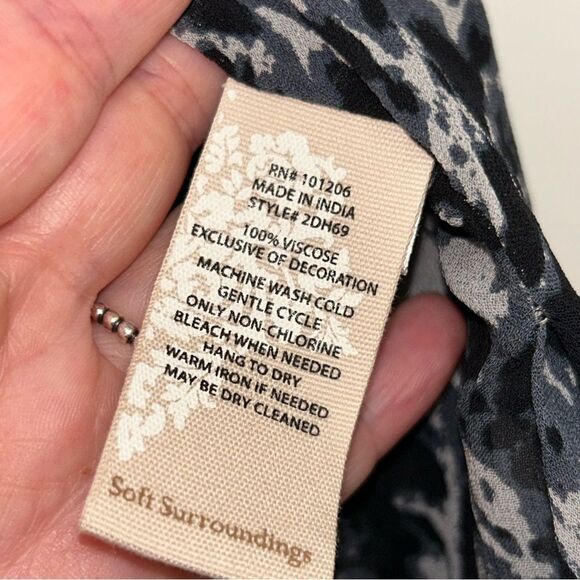 RN# 101206
MADE IN INDIA
STYLE# 2DH69
100% VISCOSE
EXCLUSIVE OF DECORATION
MACHINE WASH COLD
GENTLE CYCLE
ONLY NON-CHLORINE
BLEACH WHEN NEEDED
HANG TO DRY
WARM IRON IF NEEDED
MAY BE DRY CLEANED
Soft Surroundings